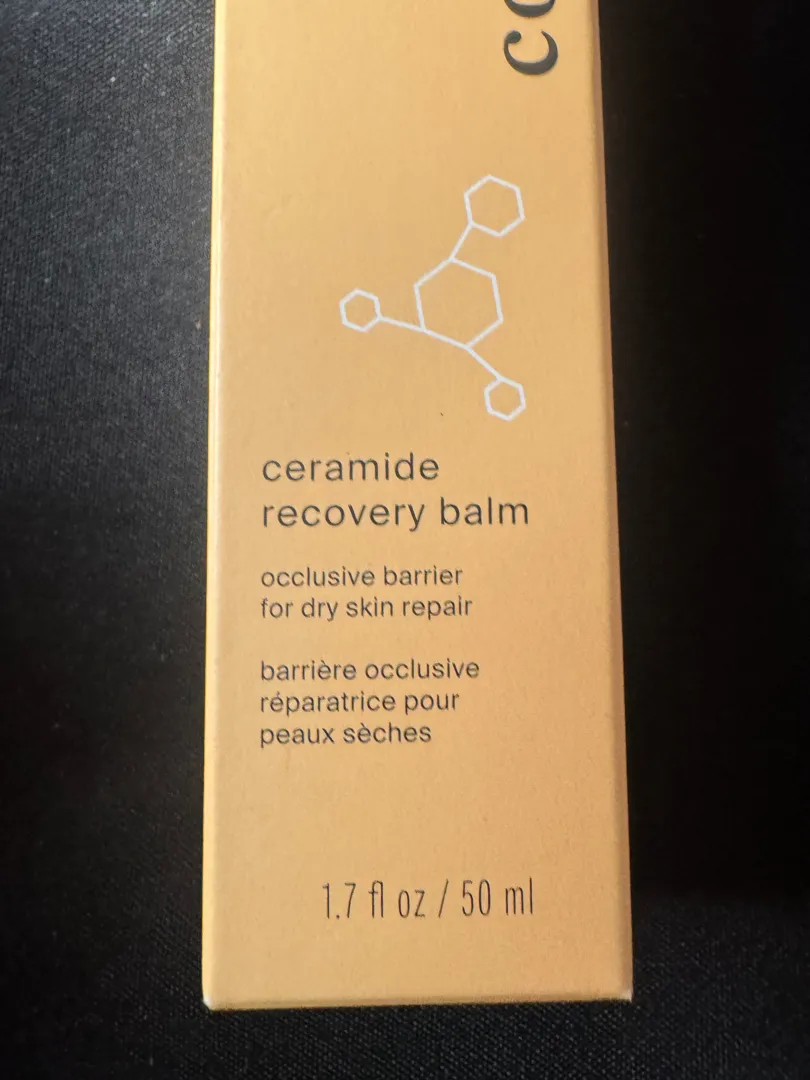 ceramide
recovery balm
occlusive barrier
for dry skin repair
barrière occlusive
réparatrice pour
peaux sèches
1.7 fl oz / 50 ml